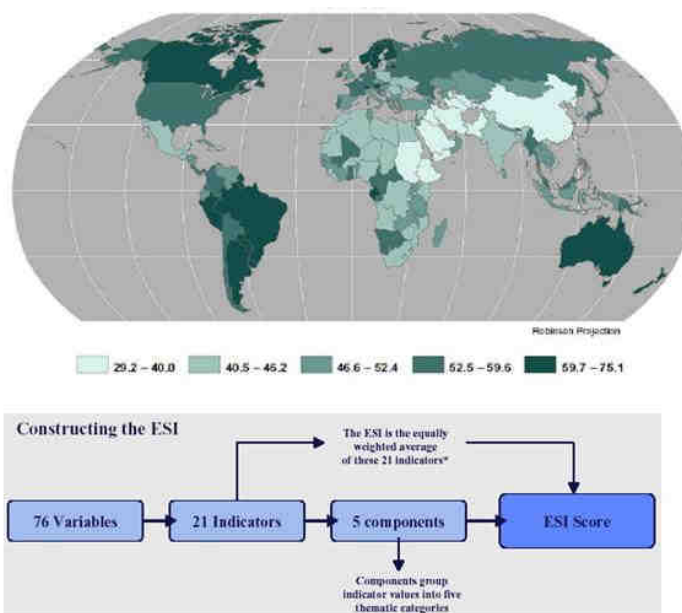 Robinson Projection
29.2 – 40.0
40.5 – 46.2
46.6 – 52.4
52.5 – 59.6
59.7 – 75.1
Constructing the ESI
The ESI is the equally
weighted average
of these 21 indicators*
76 Variables
21 Indicators
5 components
ESI Score
Components group
indicator values into five
thematic categories